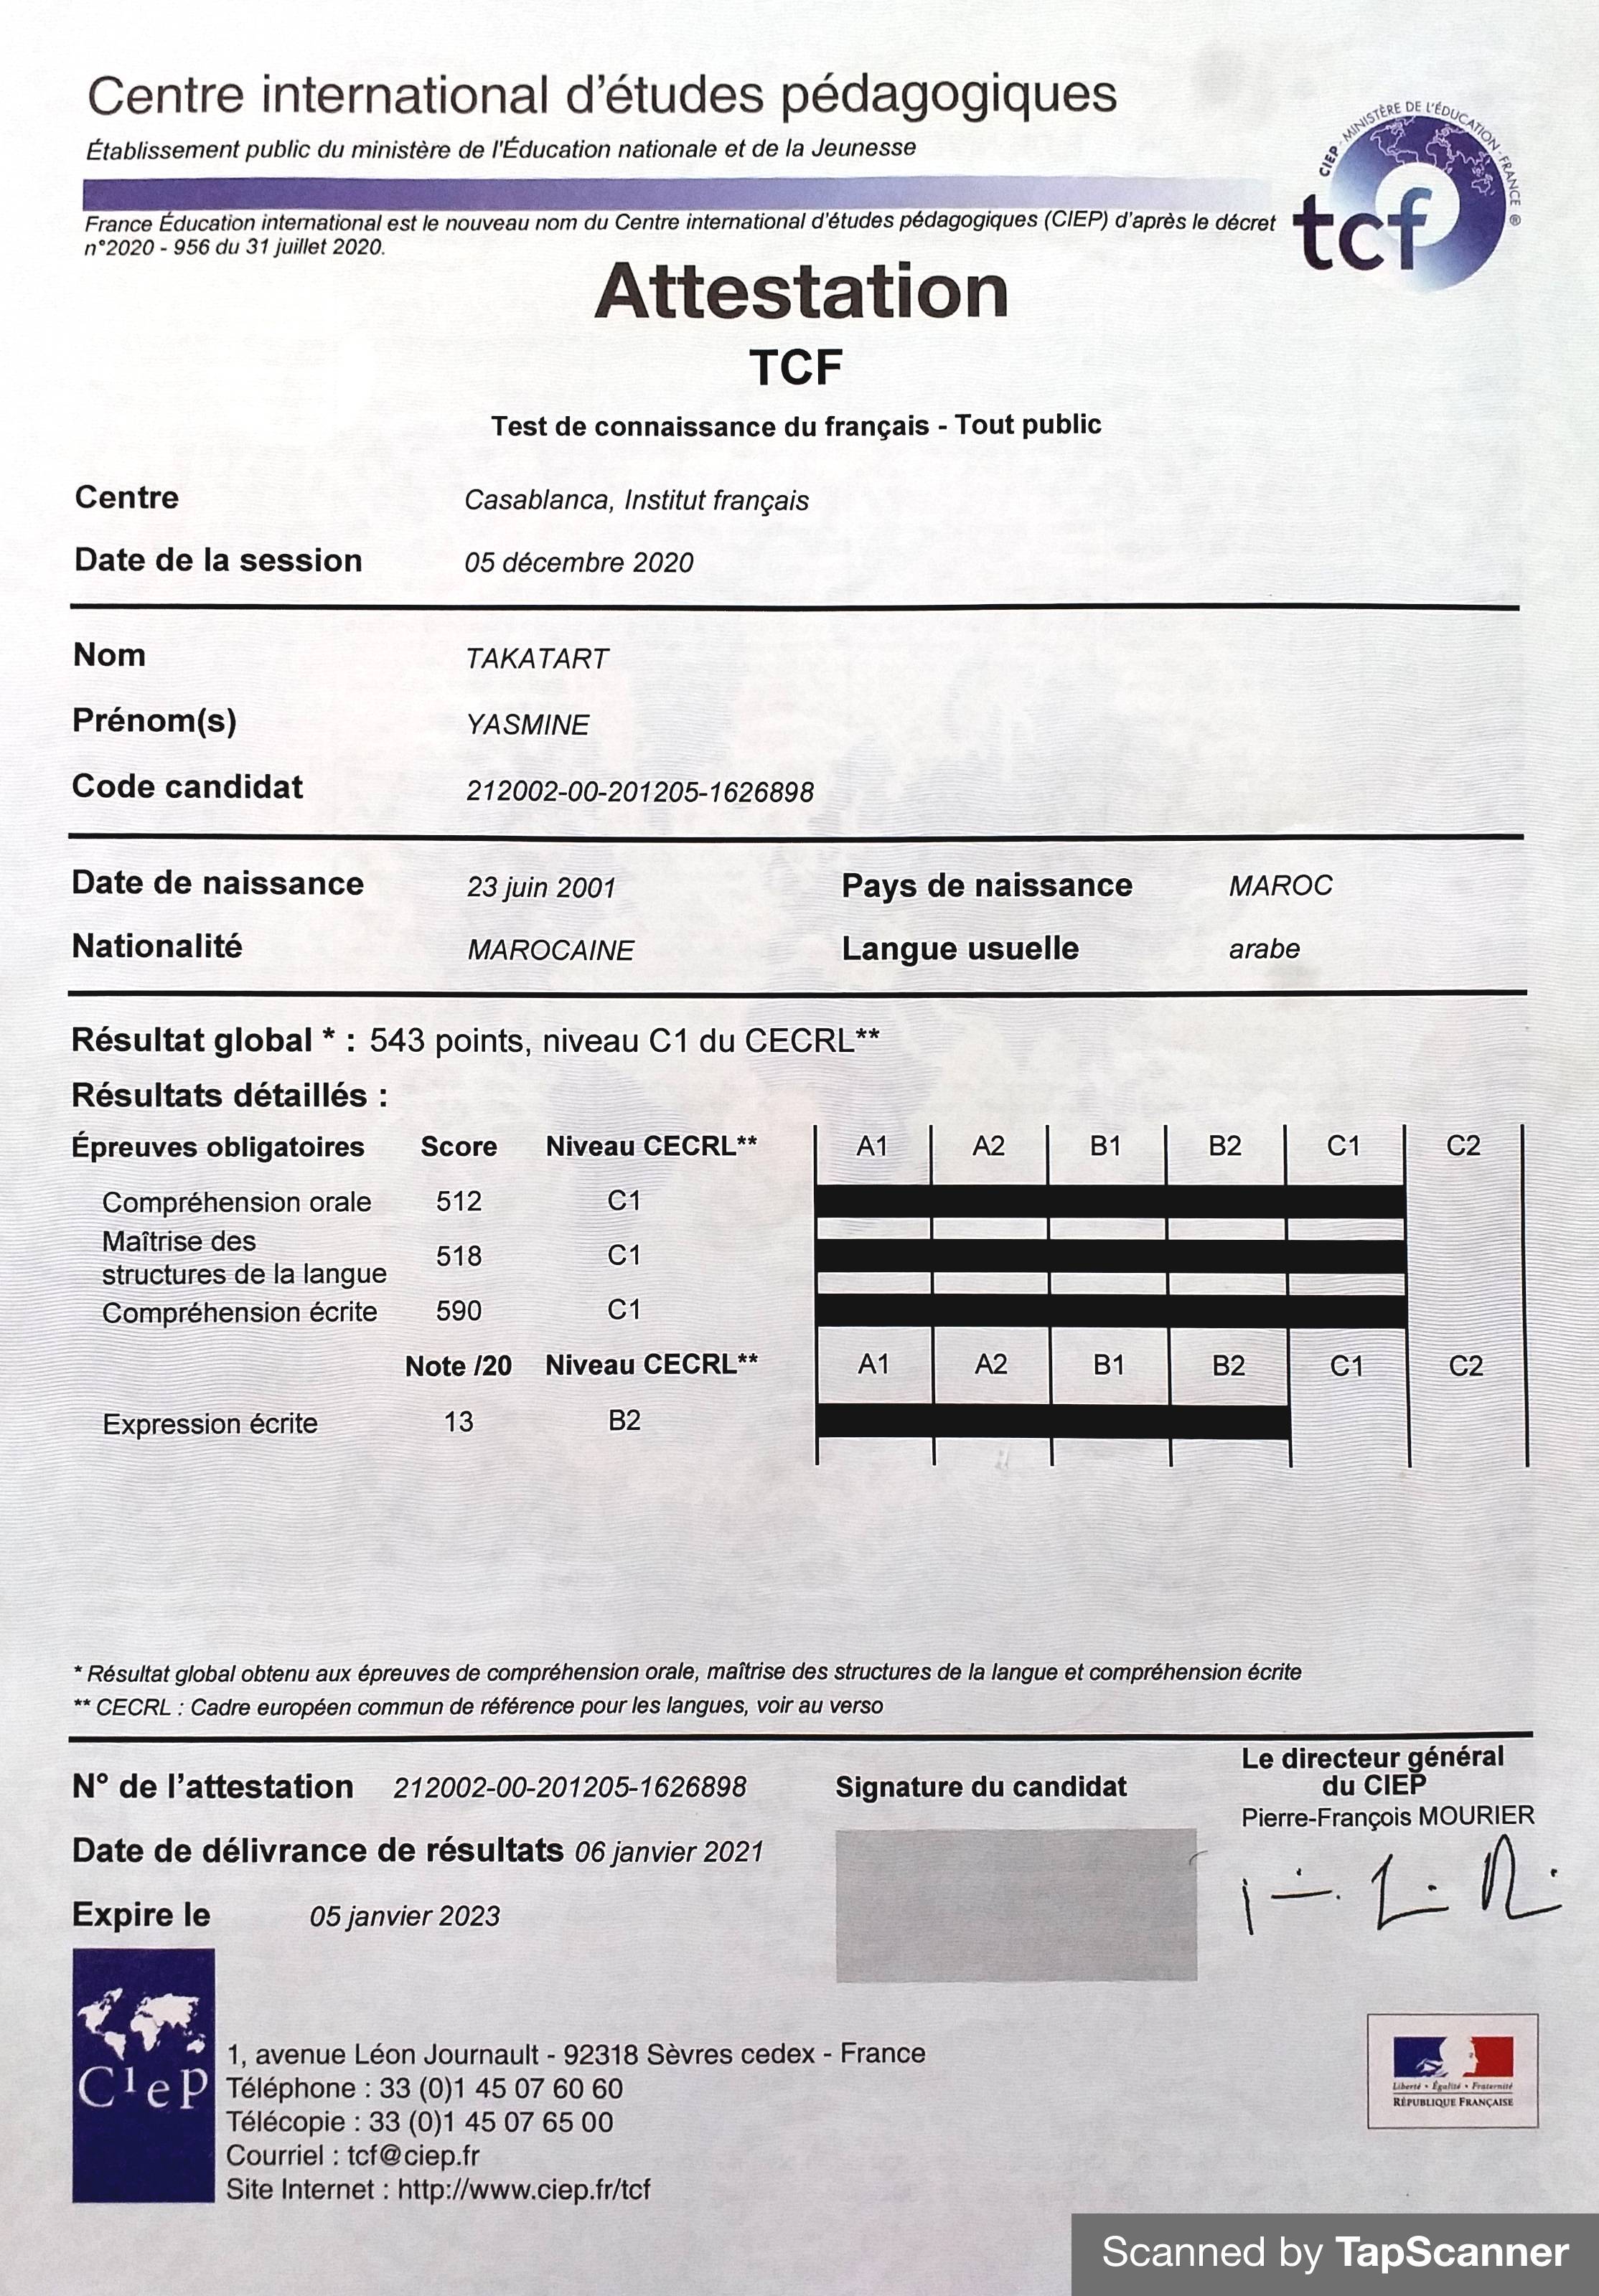 Centre international d'études pédagogiques
Établissement public du ministère de l'Éducation nationale et de la Jeunesse
CIEP - MINISTÈRE DE L'ÉDUCATION - FRANCE ®
tcf
France Éducation international est le nouveau nom du Centre international d'études pédagogiques (CIEP) d'après le décret
n°2020 - 956 du 31 juillet 2020.
Attestation
TCF
Test de connaissance du français - Tout public
Centre Casablanca, Institut français
Date de la session 05 décembre 2020
Nom TAKATART
Prénom(s) YASMINE
Code candidat 212002-00-201205-1626898
Date de naissance 23 juin 2001 Pays de naissance MAROC
Nationalité MAROCAINE Langue usuelle arabe
Résultat global * : 543 points, niveau C1 du CECRL**
Résultats détaillés :
Épreuves obligatoires Score Niveau CECRL** A1 A2 B1 B2 C1 C2
Compréhension orale 512 C1
Maîtrise des
structures de la langue 518 C1
Compréhension écrite 590 C1
Note /20 Niveau CECRL** A1 A2 B1 B2 C1 C2
Expression écrite 13 B2
* Résultat global obtenu aux épreuves de compréhension orale, maîtrise des structures de la langue et compréhension écrite
** CECRL : Cadre européen commun de référence pour les langues, voir au verso
N° de l'attestation 212002-00-201205-1626898 Signature du candidat
Le directeur général
du CIEP
Pierre-François MOURIER
Date de délivrance de résultats 06 janvier 2021
Expire le 05 janvier 2023
CIep
1, avenue Léon Journault - 92318 Sèvres cedex - France
Téléphone : 33 (0)1 45 07 60 60
Télécopie : 33 (0)1 45 07 65 00
Courriel : tcf@ciep.fr
Site Internet : http://www.ciep.fr/tcf
Liberté • Égalité • Fraternité
RÉPUBLIQUE FRANÇAISE
Scanned by TapScanner